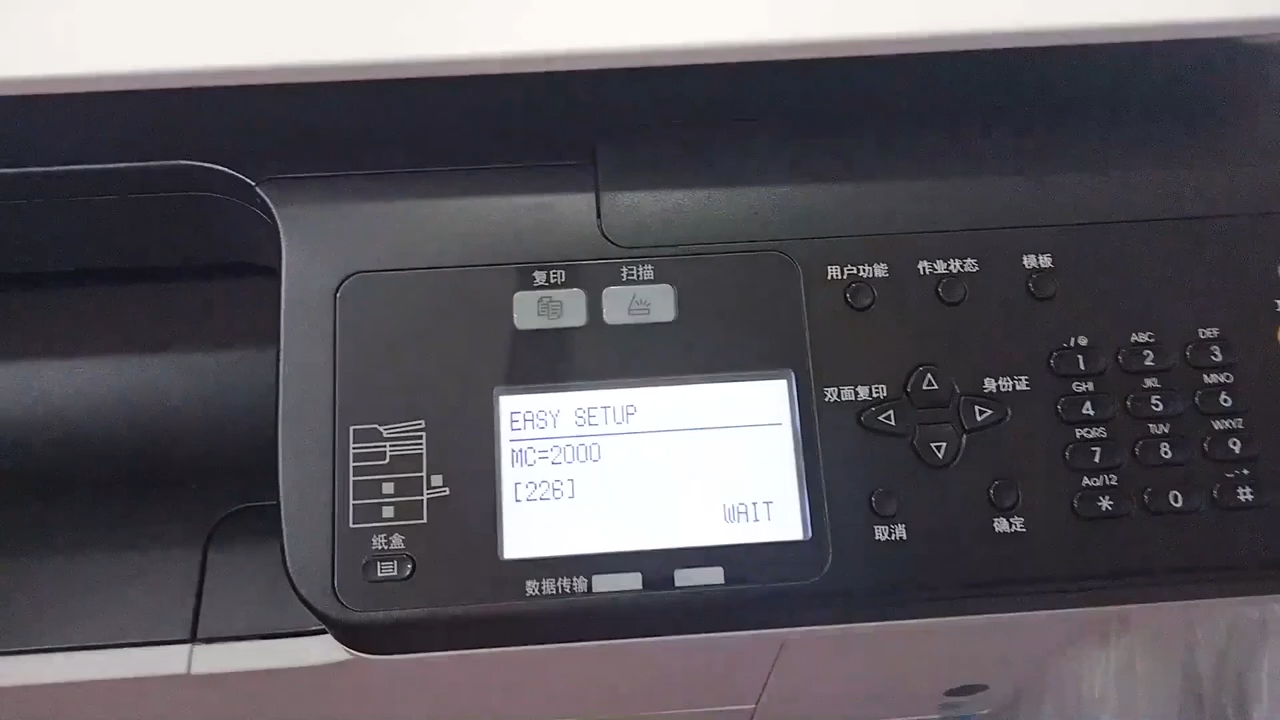 复印
扫描
EASY SETUP
MC=2000
[226]
WAIT
纸盒
数据传输
用户功能
作业状态
模板
双面复印
身份证
取消
确定
./@
1
ABC
2
DEF
3
GHI
4
JKL
5
MNO
6
PQRS
7
TUV
8
WXYZ
9
Aa/12
*
0
#